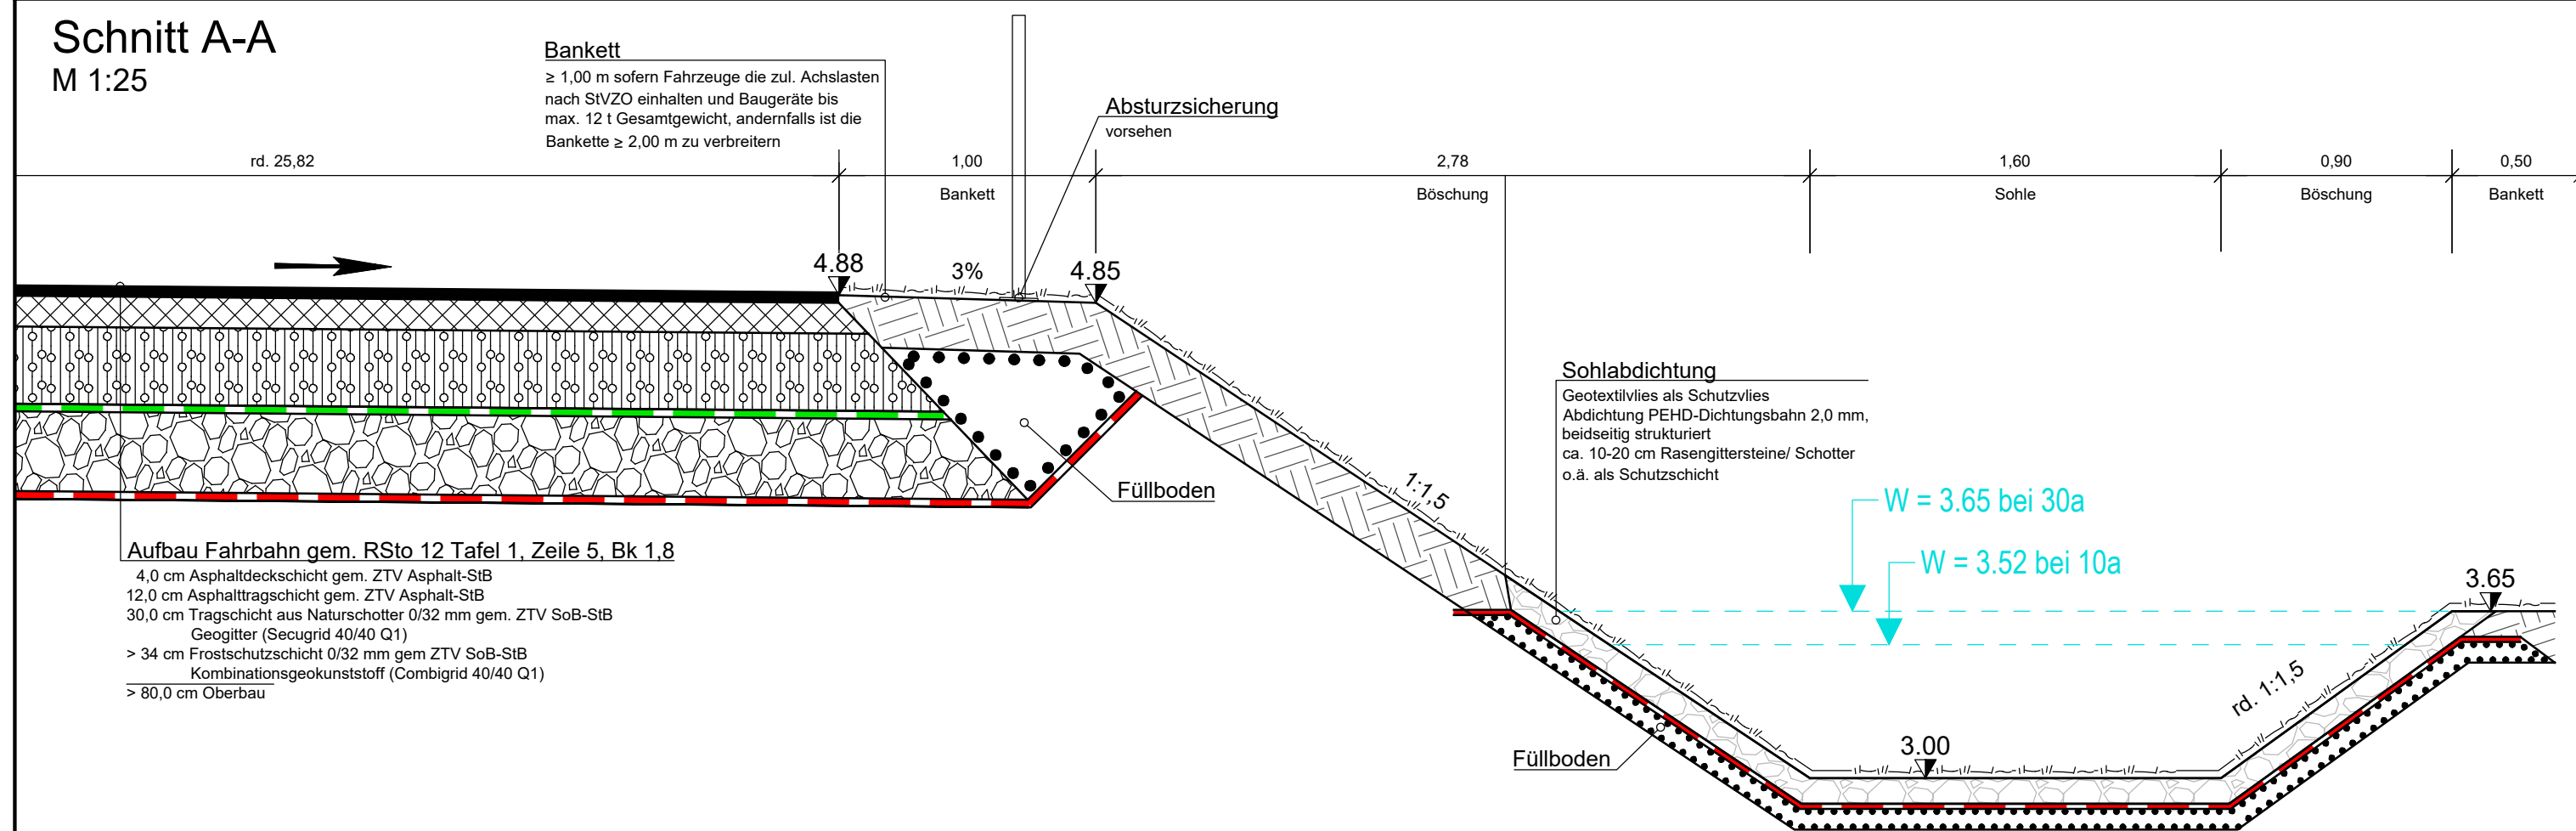 Schnitt A-A
M 1:25
Bankett
≥ 1,00 m sofern Fahrzeuge die zul. Achslasten
nach StVZO einhalten und Baugeräte bis
max. 12 t Gesamtgewicht, andernfalls ist die
Bankette ≥ 2,00 m zu verbreitern
Absturzsicherung
vorsehen
rd. 25,82
1,00
2,78
1,60
0,90
0,50
Bankett
Böschung
Sohle
Böschung
Bankett
4.88
3%
4.85
Sohlabdichtung
Geotextilvlies als Schutzvlies
Abdichtung PEHD-Dichtungsbahn 2,0 mm,
beidseitig strukturiert
ca. 10-20 cm Rasengittersteine/ Schotter
o.ä. als Schutzschicht
Füllboden
1:1,5
W = 3.65 bei 30a
W = 3.52 bei 10a
3.65
Aufbau Fahrbahn gem. RSto 12 Tafel 1, Zeile 5, Bk 1,8
4,0 cm Asphaltdeckschicht gem. ZTV Asphalt-StB
12,0 cm Asphalttragschicht gem. ZTV Asphalt-StB
30,0 cm Tragschicht aus Naturschotter 0/32 mm gem. ZTV SoB-StB
Geogitter (Secugrid 40/40 Q1)
> 34 cm Frostschutzschicht 0/32 mm gem ZTV SoB-StB
Kombinationsgeokunststoff (Combigrid 40/40 Q1)
> 80,0 cm Oberbau
rd. 1:1,5
3.00
Füllboden